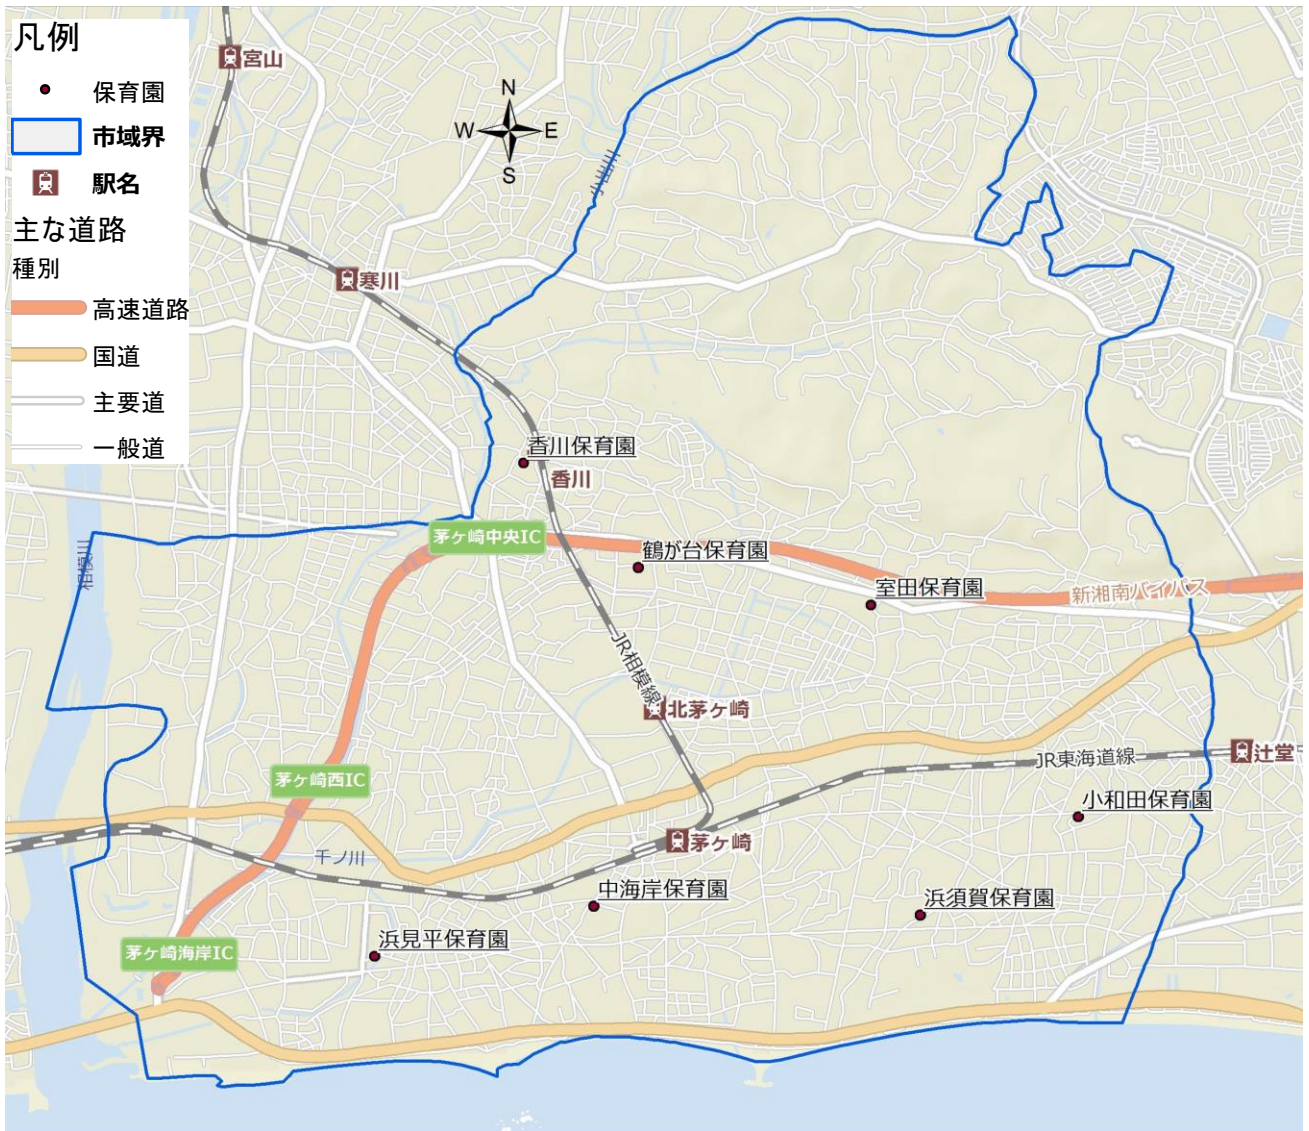 凡例
保育園
市域界
駅名
主な道路
種別
高速道路
国道
主要道
一般道
宮山
N
W
E
S
小出川
寒川
香川保育園
香川
茅ヶ崎中央IC
鶴が台保育園
室田保育園
新湘南バイパス
相模川
JR相模線
北茅ヶ崎
茅ヶ崎西IC
JR東海道線
辻堂
小和田保育園
茅ヶ崎
千ノ川
中海岸保育園
浜須賀保育園
浜見平保育園
茅ヶ崎海岸IC